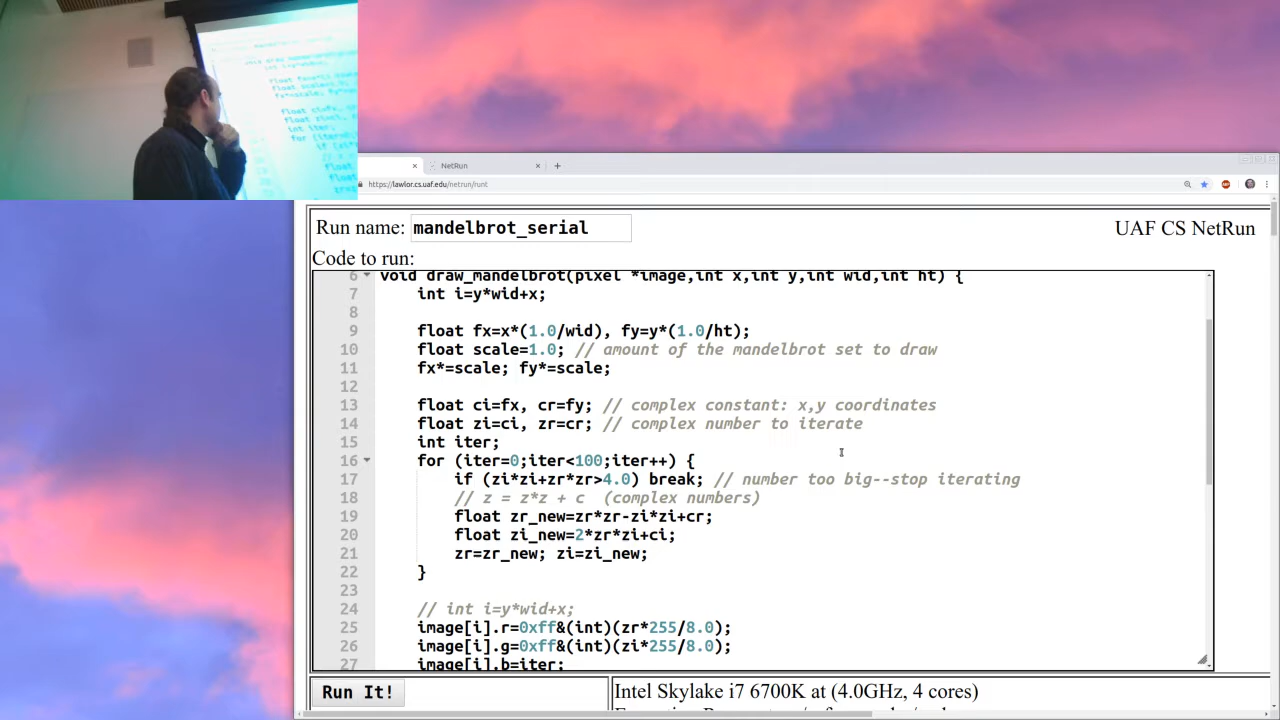 NetRun
https://lawlor.cs.uaf.edu/netrun/runt
Run name: mandelbrot_serial
UAF CS NetRun
Code to run:
6 void draw_mandelbrot(pixel *image,int x,int y,int wid,int ht) {
7 int i=y*wid+x;
8
9 float fx=x*(1.0/wid), fy=y*(1.0/ht);
10 float scale=1.0; // amount of the mandelbrot set to draw
11 fx*=scale; fy*=scale;
12
13 float ci=fx, cr=fy; // complex constant: x,y coordinates
14 float zi=ci, zr=cr; // complex number to iterate
15 int iter;
16 for (iter=0;iter<100;iter++) {
17 if (zi*zi+zr*zr>4.0) break; // number too big--stop iterating
18 // z = z*z + c (complex numbers)
19 float zr_new=zr*zr-zi*zi+cr;
20 float zi_new=2*zr*zi+ci;
21 zr=zr_new; zi=zi_new;
22 }
23
24 // int i=y*wid+x;
25 image[i].r=0xff&(int)(zr*255/8.0);
26 image[i].g=0xff&(int)(zi*255/8.0);
27 image[i].b=iter;
Run It!
Intel Skylake i7 6700K at (4.0GHz, 4 cores)